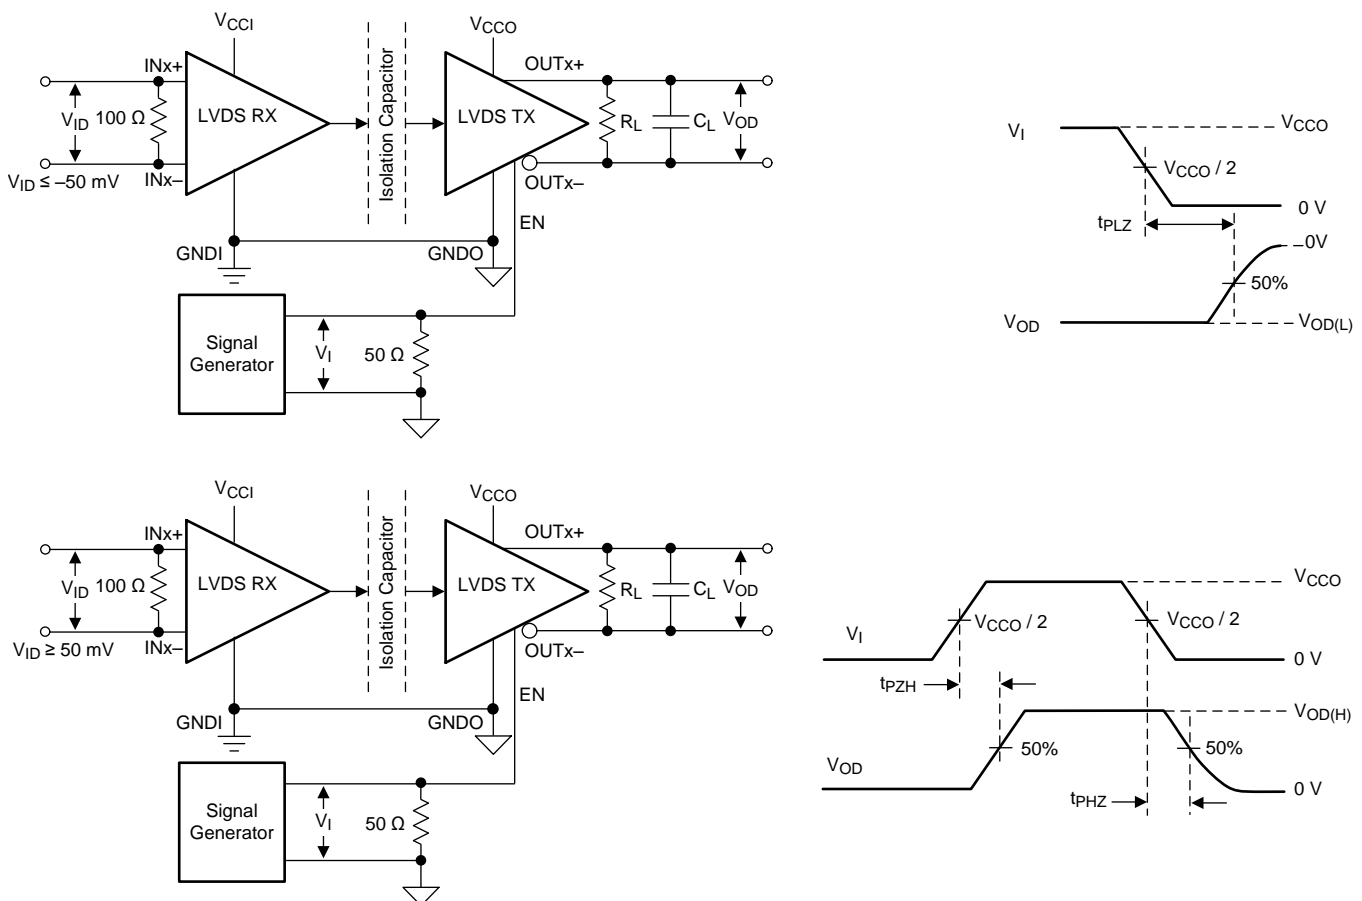 VCCI
VCCO
INx+
OUTx+
VID
100 Ω
LVDS RX
Isolation Capacitor
LVDS TX
RL
CL
VOD
INx–
OUTx–
VID ≤ –50 mV
EN
GNDI
GNDO
Signal
Generator
VI
50 Ω
VI
VCCO
VCCO / 2
0 V
tPLZ
0V
50%
VOD
VOD(L)
VCCI
VCCO
INx+
OUTx+
VID
100 Ω
LVDS RX
Isolation Capacitor
LVDS TX
RL
CL
VOD
INx–
OUTx–
VID ≥ 50 mV
EN
GNDI
GNDO
Signal
Generator
VI
50 Ω
VCCO
VI
VCCO / 2
VCCO / 2
0 V
tPZH
VOD(H)
50%
50%
VOD
0 V
tPHZ